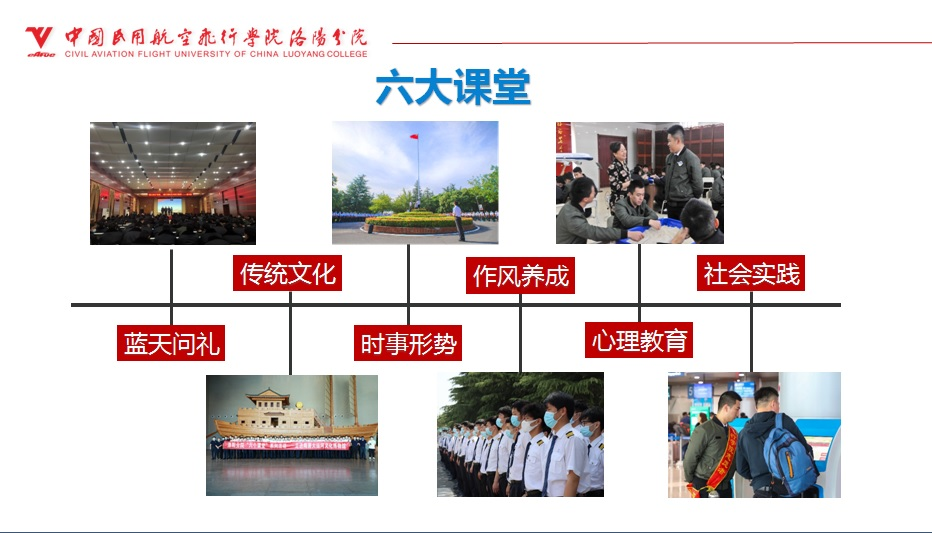 中国民用航空飞行学院洛阳分院
CAFUC
CIVIL AVIATION FLIGHT UNIVERSITY OF CHINA LUOYANG COLLEGE
六大课堂
传统文化
作风养成
社会实践
蓝天问礼
时事形势
心理教育